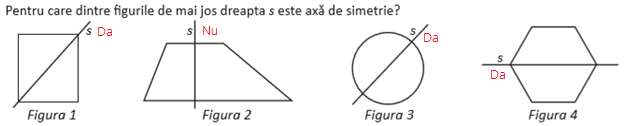 Pentru care dintre figurile de mai jos dreapta s este axă de simetrie?
s Da
s Nu
s Da
s
Da
Figura 1
Figura 2
Figura 3
Figura 4